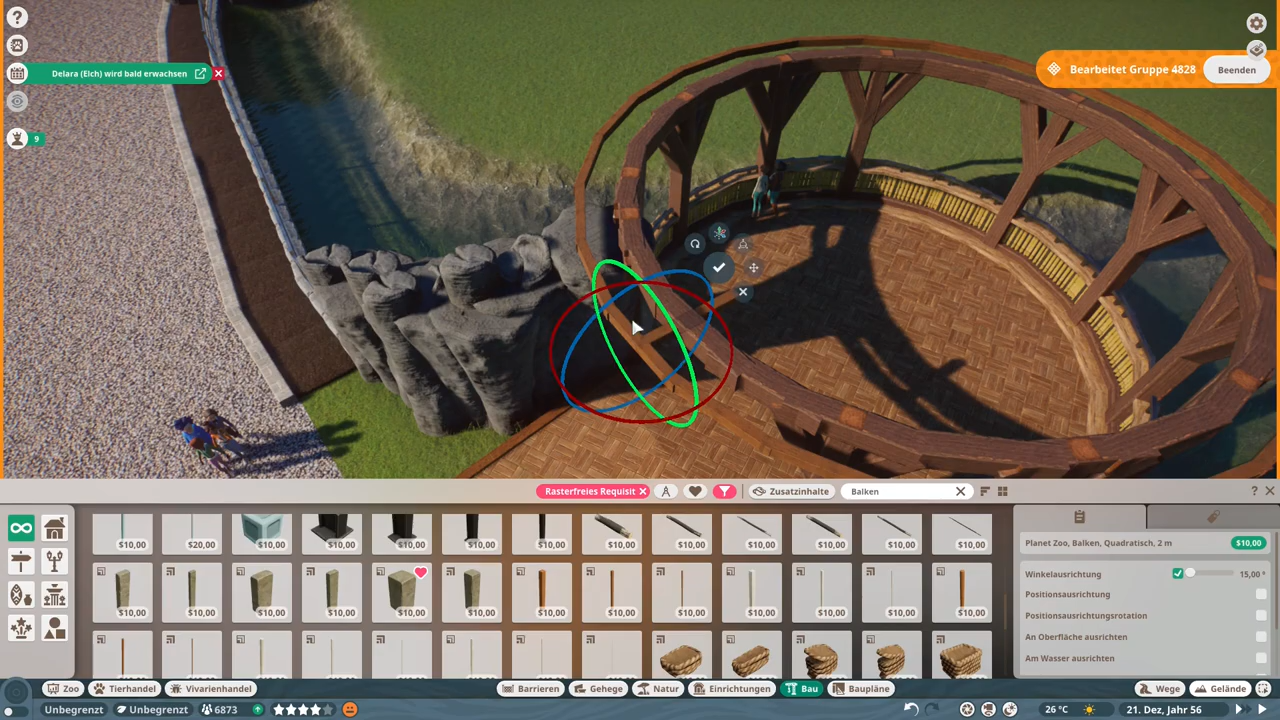 ?
Delara (Elch) wird bald erwachsen
9
Bearbeitet Gruppe 4828
Beenden
Rasterfreies Requisit
Zusatzinhalte
Balken
?
$10,00 $20,00 $10,00 $10,00 $10,00 $10,00 $10,00 $10,00 $10,00 $10,00 $10,00 $10,00 $10,00
$10,00 $10,00 $10,00 $10,00 $10,00 $10,00 $10,00 $10,00 $10,00 $10,00 $10,00 $10,00 $10,00
Planet Zoo, Balken, Quadratisch, 2 m $10,00
Winkelausrichtung 15,00°
Positionsausrichtung
Positionsausrichtungsrotation
An Oberfläche ausrichten
Am Wasser ausrichten
Zoo Tierhandel Vivarienhandel Barrieren Gehege Natur Einrichtungen Bau Baupläne Wege Gelände
Unbegrenzt Unbegrenzt 6873 26 °C 21. Dez, Jahr 56